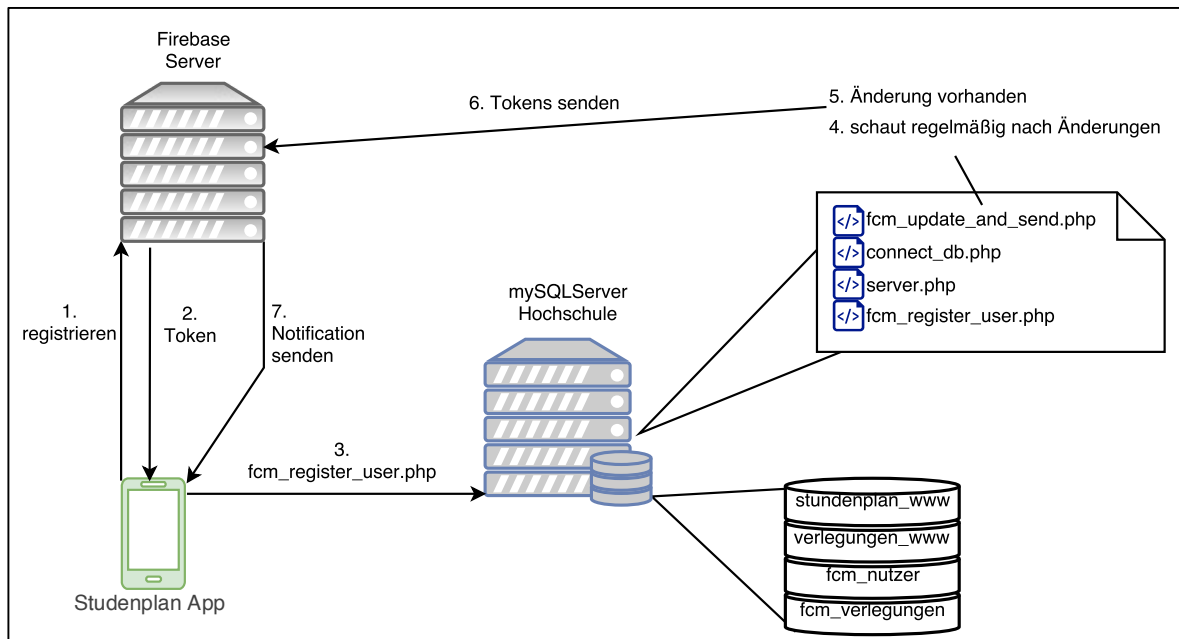 Firebase
Server
6. Tokens senden
5. Änderung vorhanden
4. schaut regelmäßig nach Änderungen
fcm_update_and_send.php
connect_db.php
server.php
fcm_register_user.php
1.
registrieren
2.
Token
7.
Notification
senden
mySQLServer
Hochschule
3.
fcm_register_user.php
Studenplan App
stundenplan_www
verlegungen_www
fcm_nutzer
fcm_verlegungen